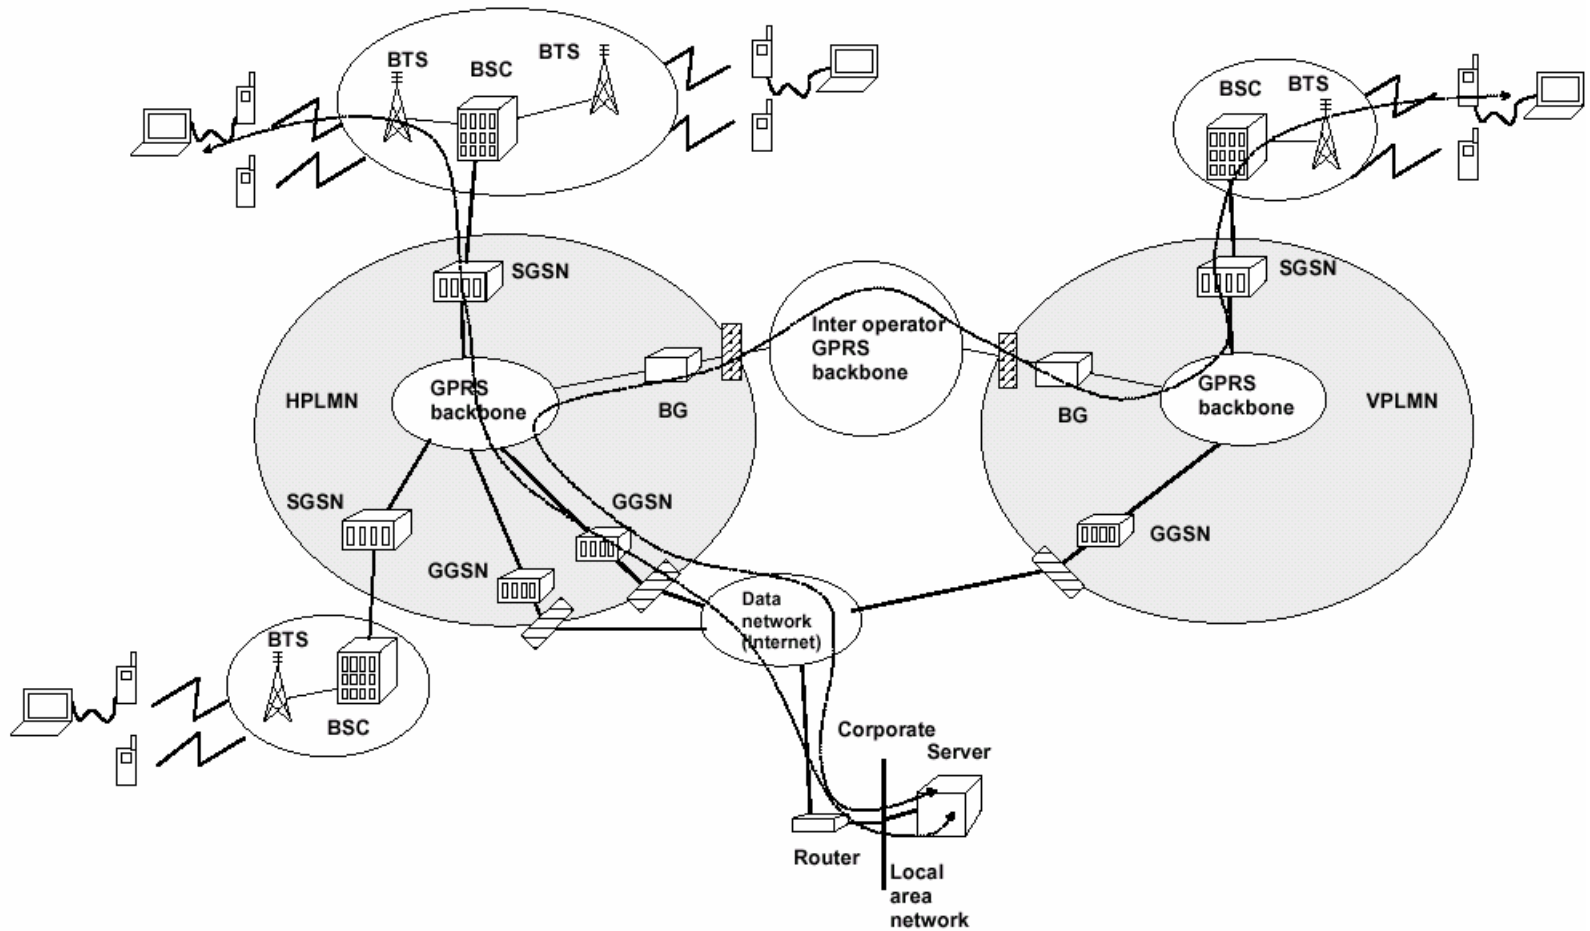 BTS
BSC
BTS
BSC
BTS
SGSN
SGSN
Inter operator
GPRS
backbone
HPLMN
GPRS
backbone
BG
BG
GPRS
backbone
VPLMN
SGSN
GGSN
GGSN
GGSN
Data
network
(Internet)
BTS
BSC
Corporate
Server
Router
Local
area
network